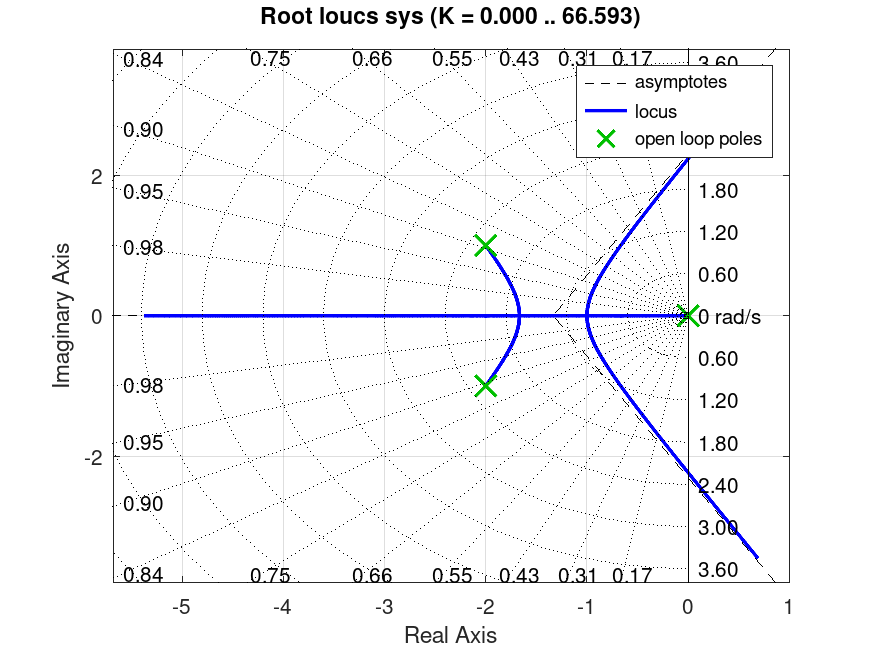 Root loucs sys (K = 0.000 .. 66.593)
0.84 0.75 0.66 0.55 0.43 0.31 0.17 3.60
asymptotes
locus
open loop poles
0.90
0.95
0.98
2
1.80
1.20
0.60
0
0 rad/s
0.60
0.98
1.20
0.95
1.80
-2
2.40
0.90
3.00
3.60
0.84 0.75 0.66 0.55 0.43 0.31 0.17
-5 -4 -3 -2 -1 0 1
Real Axis
Imaginary Axis